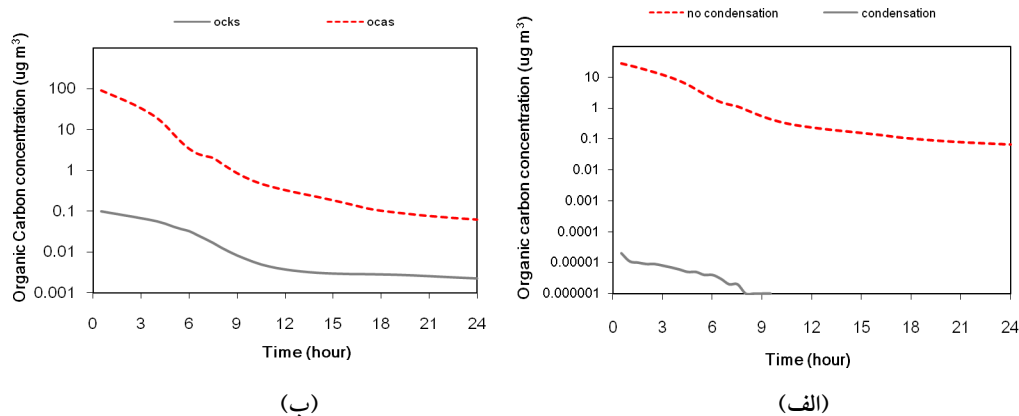 ocks ocas
Organic Carbon concentration (ug m³)
100
10
1
0.1
0.01
0.001
0 3 6 9 12 15 18 21 24
Time (hour)
(ب)
no condensation condensation
Organic carbon concentration (ug m³)
10
1
0.1
0.01
0.001
0.0001
0.00001
0.000001
0 3 6 9 12 15 18 21 24
Time (hour)
(الف)